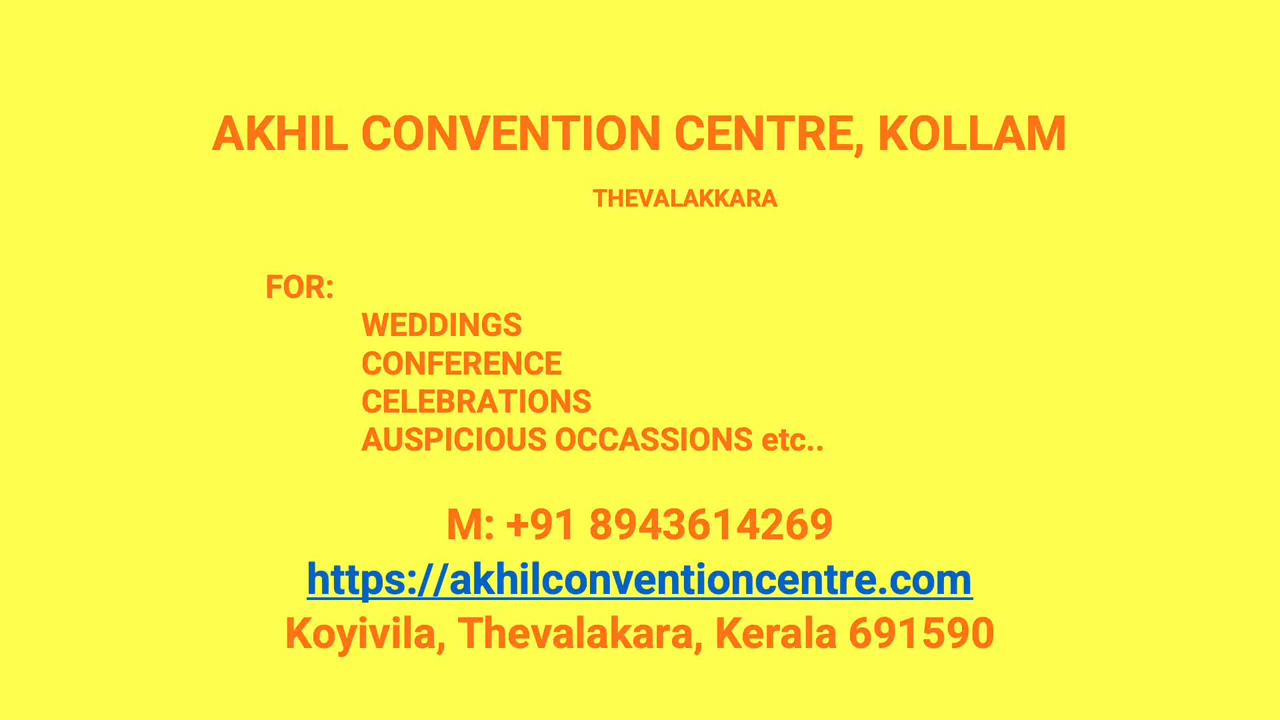 AKHIL CONVENTION CENTRE, KOLLAM
THEVALAKKARA
FOR:
WEDDINGS
CONFERENCE
CELEBRATIONS
AUSPICIOUS OCCASSIONS etc..
M: +91 8943614269
https://akhilconventioncentre.com
Koyivila, Thevalakara, Kerala 691590